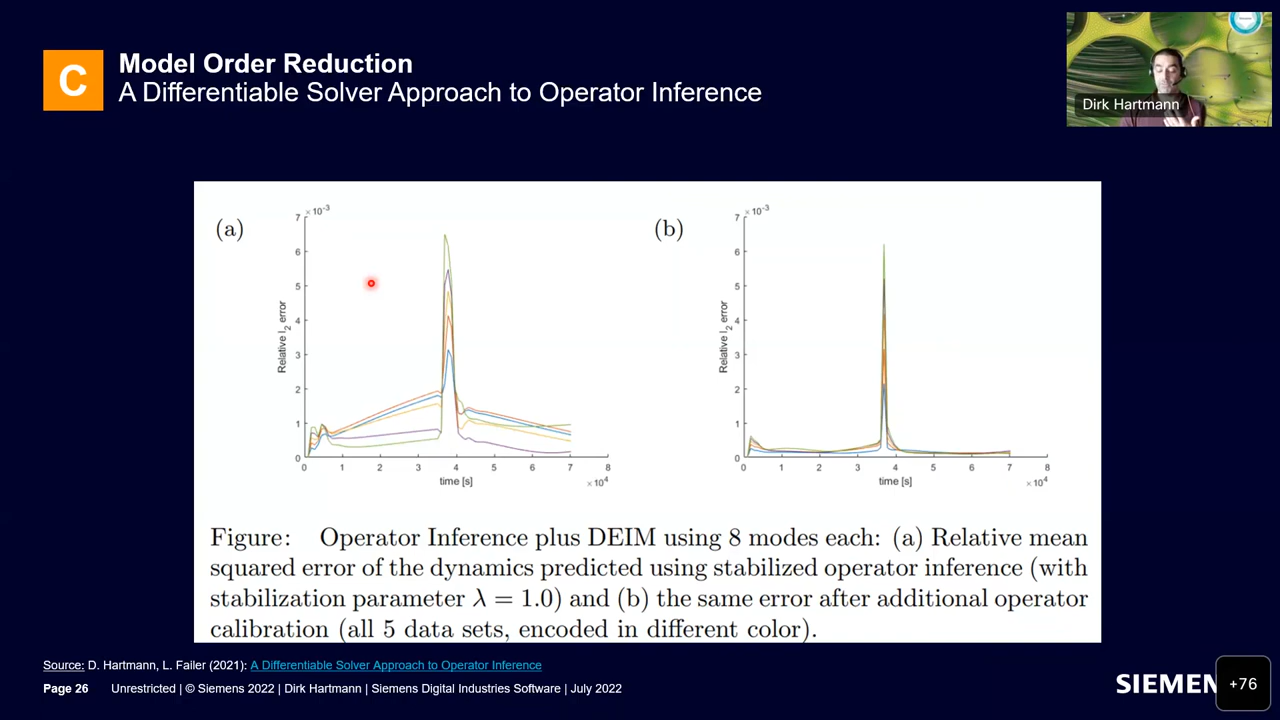 C
Model Order Reduction
A Differentiable Solver Approach to Operator Inference
Dirk Hartmann
(a)
×10⁻³
7
6
5
4
3
2
1
0
Relative l₂ error
0 1 2 3 4 5 6 7 8
time [s]
×10⁴
(b)
×10⁻³
7
6
5
4
3
2
1
0
Relative l₂ error
0 1 2 3 4 5 6 7 8
time [s]
×10⁴
Figure: Operator Inference plus DEIM using 8 modes each: (a) Relative mean
squared error of the dynamics predicted using stabilized operator inference (with
stabilization parameter λ = 1.0) and (b) the same error after additional operator
calibration (all 5 data sets, encoded in different color).
Source: D. Hartmann, L. Failer (2021): A Differentiable Solver Approach to Operator Inference
Page 26 Unrestricted | © Siemens 2022 | Dirk Hartmann | Siemens Digital Industries Software | July 2022
SIEMEN
+76